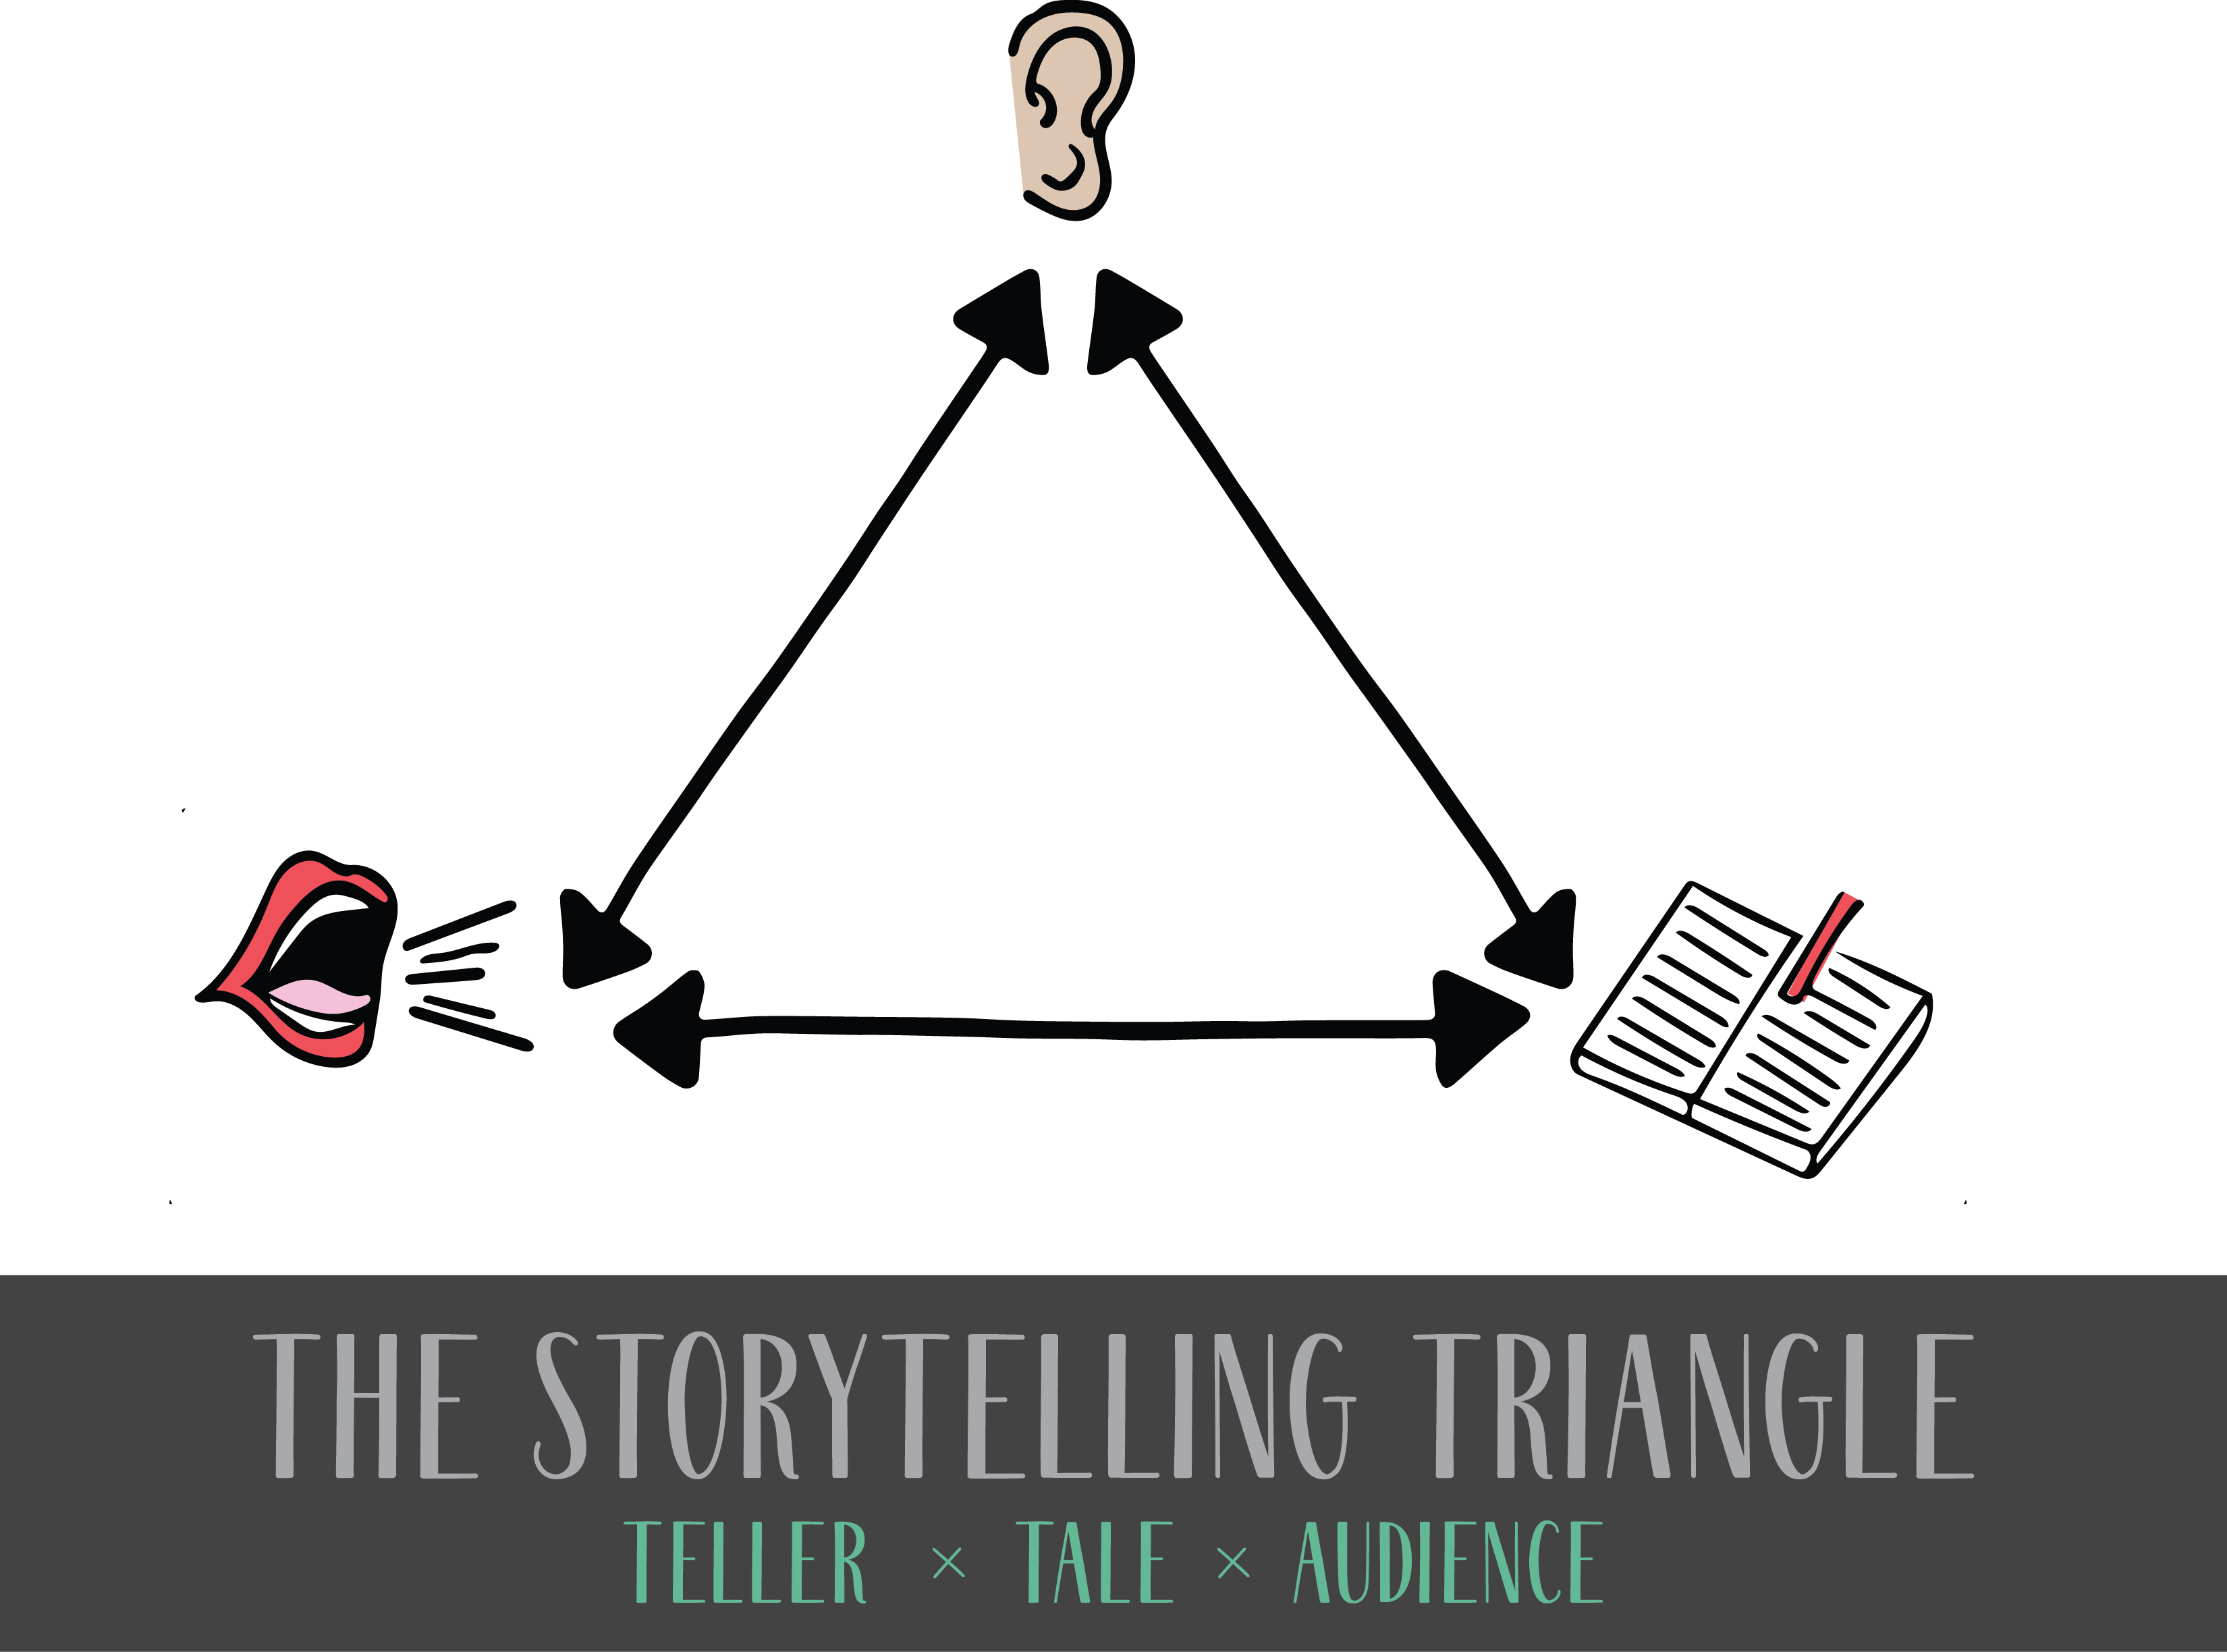 THE STORYTELLING TRIANGLE
TELLER × TALE × AUDIENCE